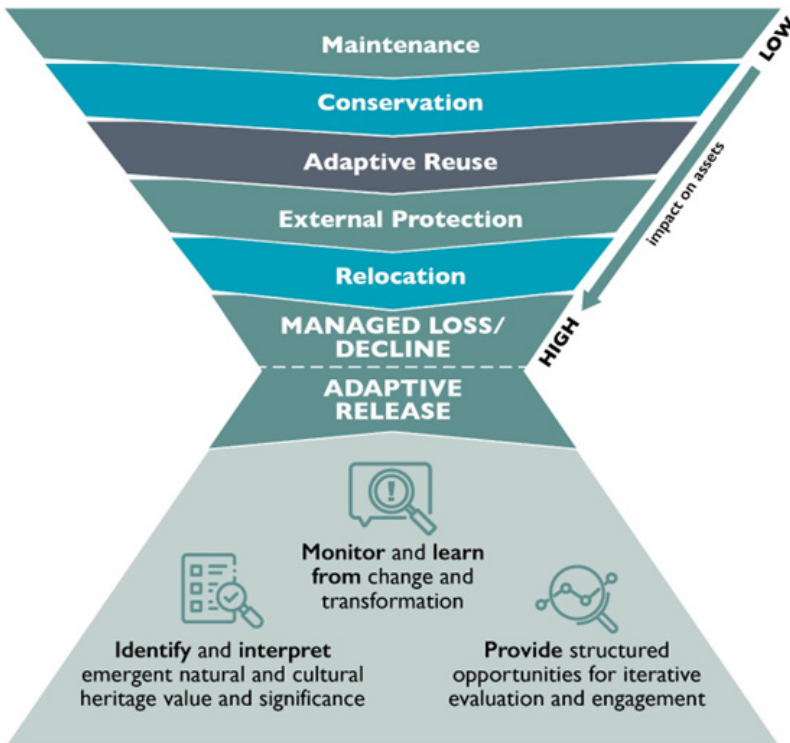 Maintenance
LOW
Conservation
Adaptive Reuse
External Protection
impact on assets
Relocation
MANAGED LOSS/
DECLINE
HIGH
ADAPTIVE
RELEASE
Monitor and learn
from change and
transformation
Identify and interpret
emergent natural and cultural
heritage value and significance
Provide structured
opportunities for iterative
evaluation and engagement